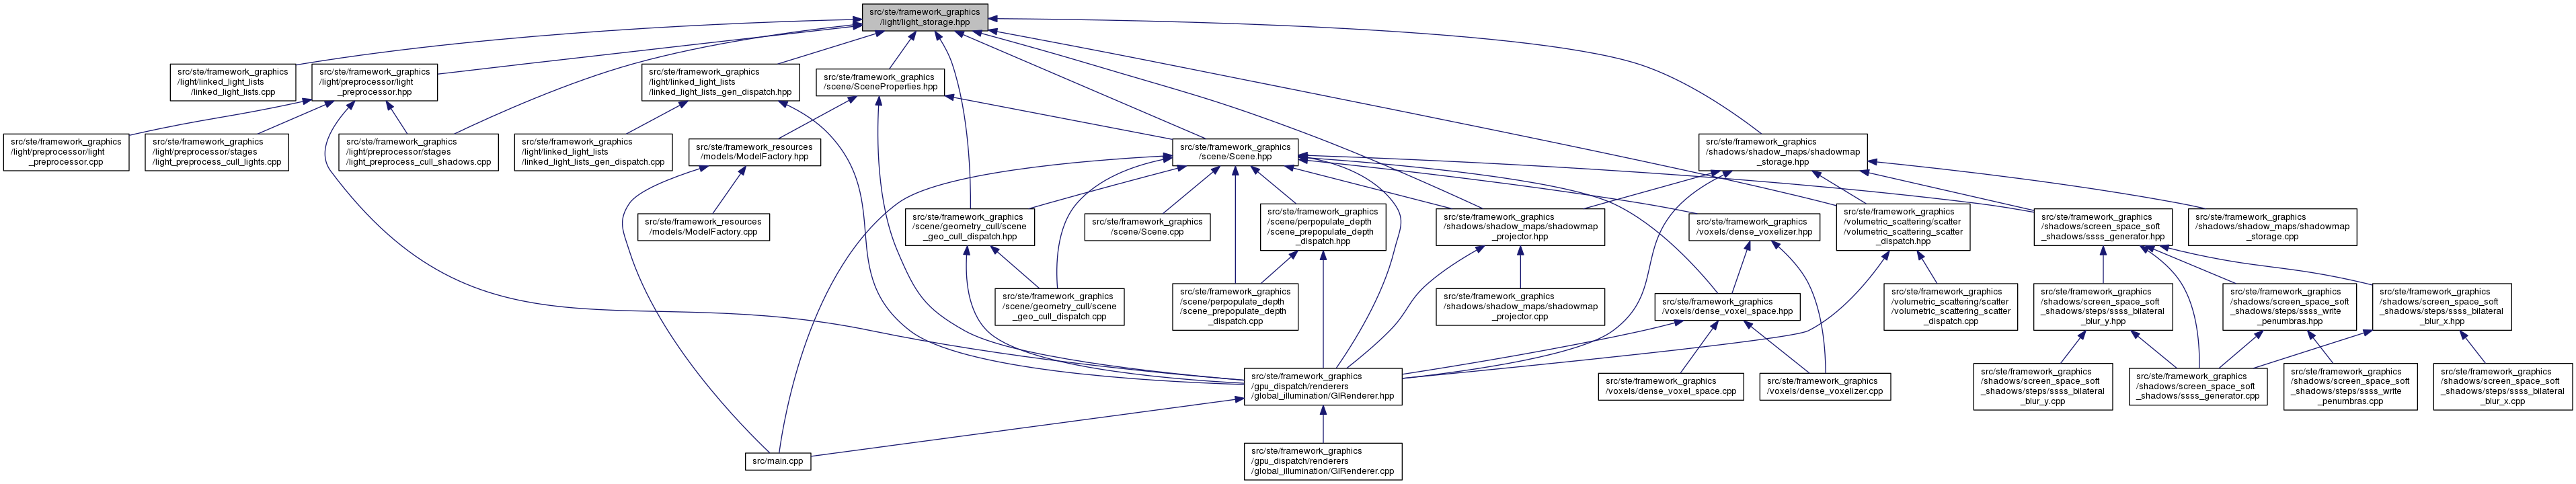 src/ste/framework_graphics
/light/light_storage.hpp
src/ste/framework_graphics
/light/linked_light_lists
/linked_light_lists.cpp
src/ste/framework_graphics
/light/preprocessor/light
_preprocessor.hpp
src/ste/framework_graphics
/light/linked_light_lists
/linked_light_lists_gen_dispatch.hpp
src/ste/framework_graphics
/scene/SceneProperties.hpp
src/ste/framework_graphics
/light/preprocessor/light
_preprocessor.cpp
src/ste/framework_graphics
/light/preprocessor/stages
/light_preprocess_cull_lights.cpp
src/ste/framework_graphics
/light/preprocessor/stages
/light_preprocess_cull_shadows.cpp
src/ste/framework_graphics
/light/linked_light_lists
/linked_light_lists_gen_dispatch.cpp
src/ste/framework_resources
/models/ModelFactory.hpp
src/ste/framework_graphics
/scene/Scene.hpp
src/ste/framework_graphics
/shadows/shadow_maps/shadowmap
_storage.hpp
src/ste/framework_resources
/models/ModelFactory.cpp
src/ste/framework_graphics
/scene/geometry_cull/scene
_geo_cull_dispatch.hpp
src/ste/framework_graphics
/scene/Scene.cpp
src/ste/framework_graphics
/scene/perpopulate_depth
/scene_prepopulate_depth
_dispatch.hpp
src/ste/framework_graphics
/shadows/shadow_maps/shadowmap
_projector.hpp
src/ste/framework_graphics
/voxels/dense_voxelizer.hpp
src/ste/framework_graphics
/volumetric_scattering/scatter
/volumetric_scattering_scatter
_dispatch.hpp
src/ste/framework_graphics
/shadows/screen_space_soft
_shadows/ssss_generator.hpp
src/ste/framework_graphics
/shadows/shadow_maps/shadowmap
_storage.cpp
src/ste/framework_graphics
/scene/geometry_cull/scene
_geo_cull_dispatch.cpp
src/ste/framework_graphics
/scene/perpopulate_depth
/scene_prepopulate_depth
_dispatch.cpp
src/ste/framework_graphics
/shadows/shadow_maps/shadowmap
_projector.cpp
src/ste/framework_graphics
/voxels/dense_voxel_space.hpp
src/ste/framework_graphics
/volumetric_scattering/scatter
/volumetric_scattering_scatter
_dispatch.cpp
src/ste/framework_graphics
/shadows/screen_space_soft
_shadows/steps/ssss_bilateral
_blur_y.hpp
src/ste/framework_graphics
/shadows/screen_space_soft
_shadows/steps/ssss_write
_penumbras.hpp
src/ste/framework_graphics
/shadows/screen_space_soft
_shadows/steps/ssss_bilateral
_blur_x.hpp
src/ste/framework_graphics
/gpu_dispatch/renderers
/global_illumination/GIRenderer.hpp
src/ste/framework_graphics
/voxels/dense_voxel_space.cpp
src/ste/framework_graphics
/voxels/dense_voxelizer.cpp
src/ste/framework_graphics
/shadows/screen_space_soft
_shadows/steps/ssss_bilateral
_blur_y.cpp
src/ste/framework_graphics
/shadows/screen_space_soft
_shadows/ssss_generator.cpp
src/ste/framework_graphics
/shadows/screen_space_soft
_shadows/steps/ssss_write
_penumbras.cpp
src/ste/framework_graphics
/shadows/screen_space_soft
_shadows/steps/ssss_bilateral
_blur_x.cpp
src/main.cpp
src/ste/framework_graphics
/gpu_dispatch/renderers
/global_illumination/GIRenderer.cpp